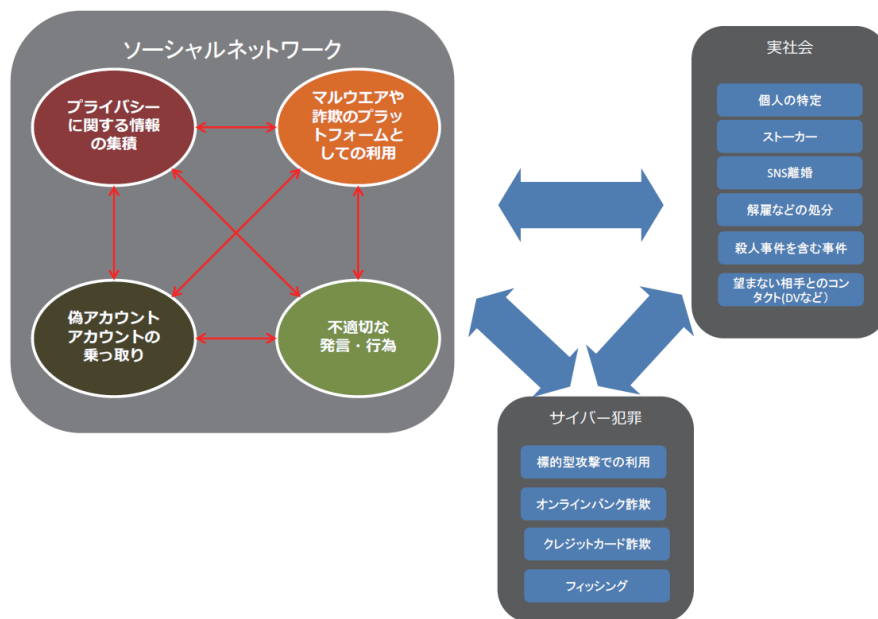 ソーシャルネットワーク
プライバシー
に関する情報
の集積
マルウエアや
詐欺のプラッ
トフォームと
しての利用
偽アカウント
アカウントの
乗っ取り
不適切な
発言・行為
実社会
個人の特定
ストーカー
SNS離婚
解雇などの処分
殺人事件を含む事件
望まない相手とのコン
タクト(DVなど）
サイバー犯罪
標的型攻撃での利用
オンラインバンク詐欺
クレジットカード詐欺
フィッシング